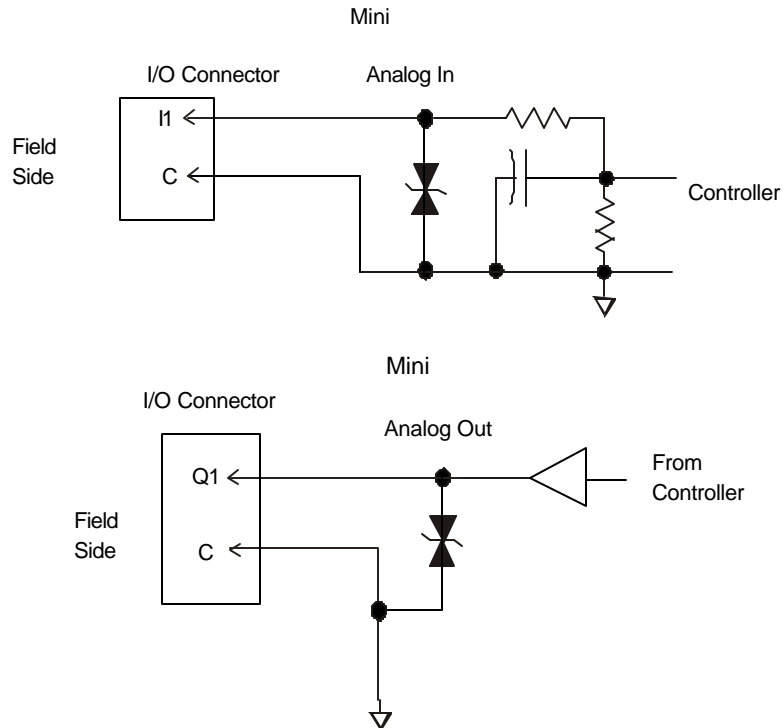 Mini
I/O Connector
Analog In
I1
Field
Side
C
Controller
Mini
I/O Connector
Analog Out
Q1
From
Controller
Field
Side
C